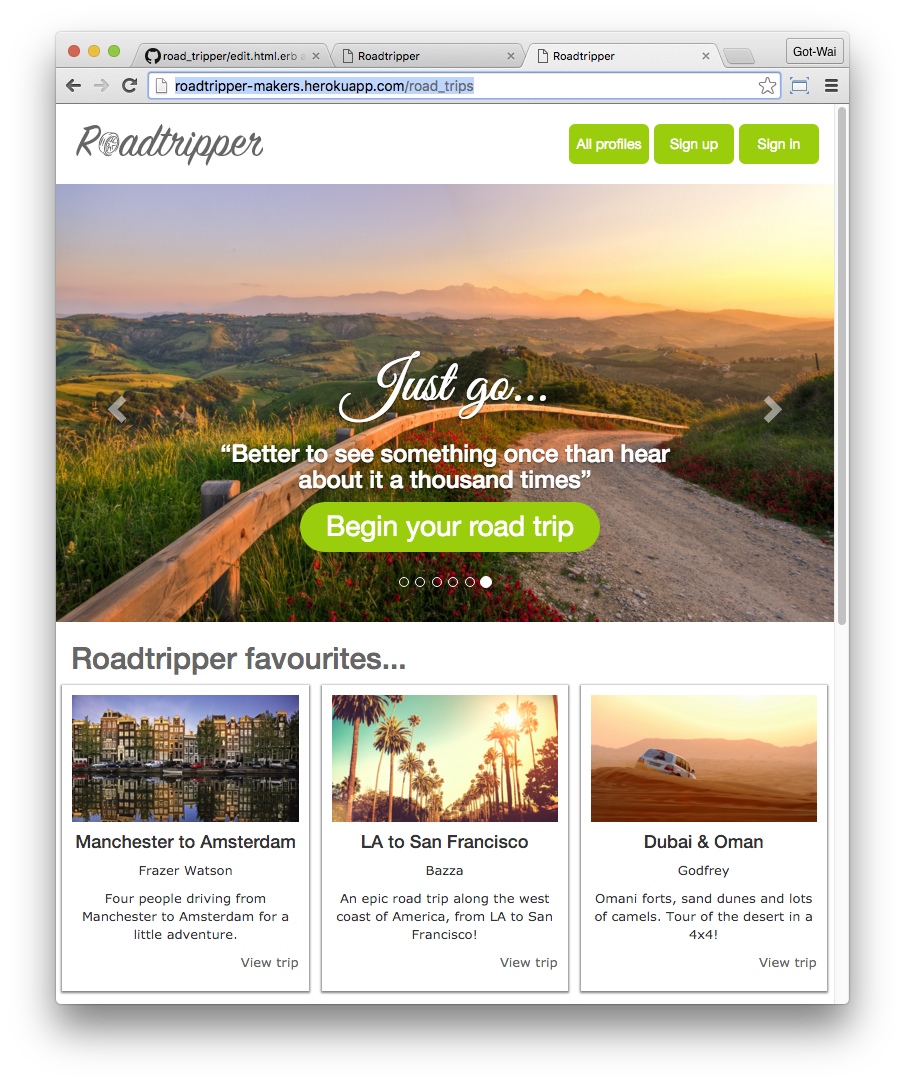 road_tripper/edit.html.erb a
Roadtripper
Roadtripper
Got-Wai
roadtripper-makers.herokuapp.com/road_trips
Roadtripper
All profiles
Sign up
Sign in
Just go...
“Better to see something once than hear
about it a thousand times”
Begin your road trip
Roadtripper favourites...
Manchester to Amsterdam
Frazer Watson
Four people driving from
Manchester to Amsterdam for a
little adventure.
View trip
LA to San Francisco
Bazza
An epic road trip along the west
coast of America, from LA to San
Francisco!
View trip
Dubai & Oman
Godfrey
Omani forts, sand dunes and lots
of camels. Tour of the desert in a
4x4!
View trip